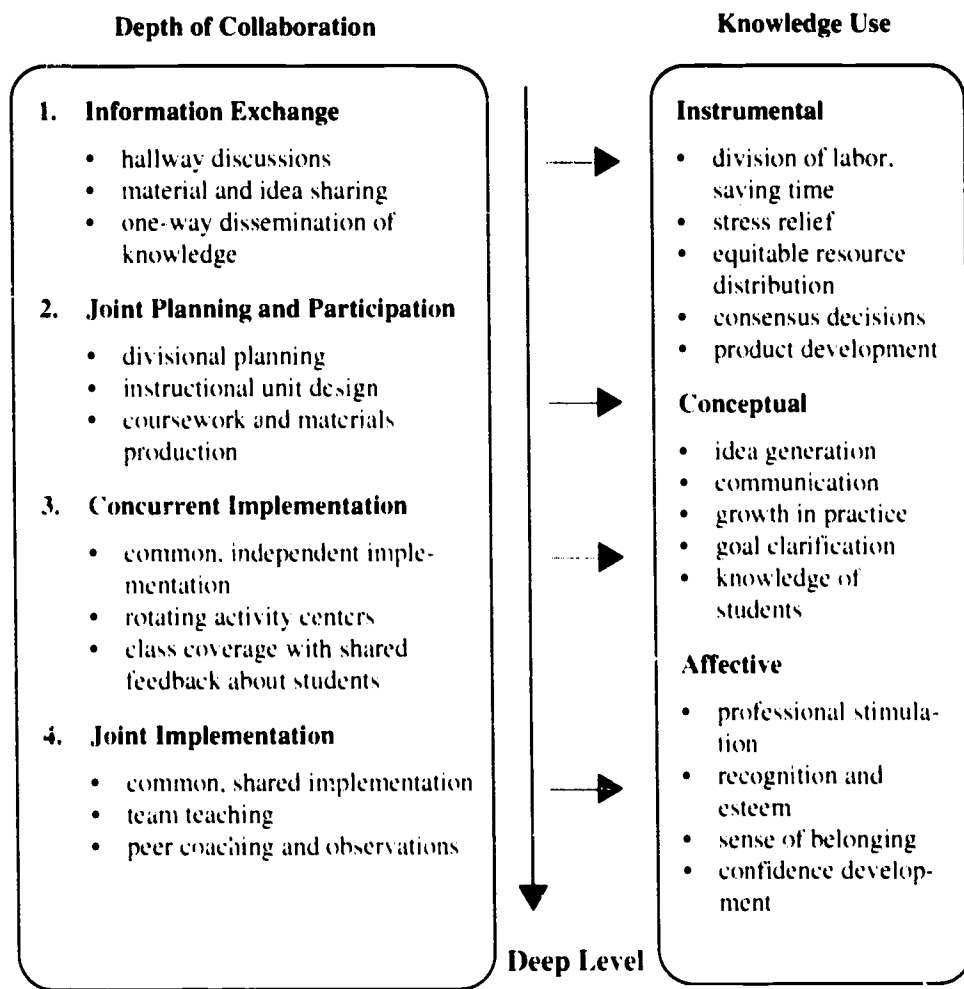 Depth of Collaboration
1. Information Exchange
• hallway discussions
• material and idea sharing
• one-way dissemination of
knowledge
2. Joint Planning and Participation
• divisional planning
• instructional unit design
• coursework and materials
production
3. Concurrent Implementation
• common, independent imple-
mentation
• rotating activity centers
• class coverage with shared
feedback about students
4. Joint Implementation
• common, shared implementation
• team teaching
• peer coaching and observations
Deep Level
Knowledge Use
Instrumental
• division of labor,
saving time
• stress relief
• equitable resource
distribution
• consensus decisions
• product development
Conceptual
• idea generation
• communication
• growth in practice
• goal clarification
• knowledge of
students
Affective
• professional stimula-
tion
• recognition and
esteem
• sense of belonging
• confidence develop-
ment